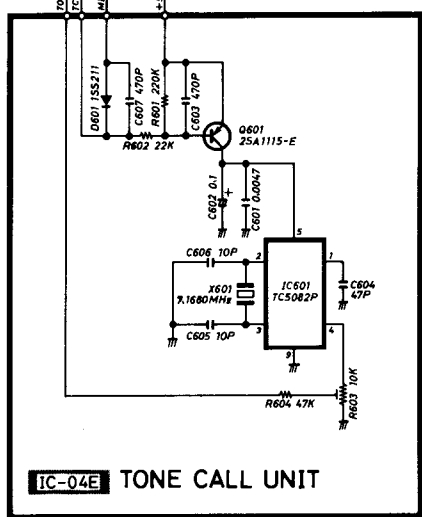 D601 1SS211
C607 470P
R601 220K
C603 470P
R602 22K
Q601
2SA1115-E
C602 0.1
+
C601 0.0047
5
C606 10P
2
1
IC601
TC5082P
C604
47P
X601
7.1680MHz
3
4
C605 10P
9
R603 10K
R604 47K
IC-04E TONE CALL UNIT